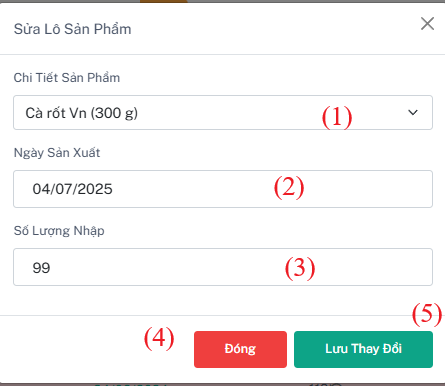 Sửa Lô Sản Phẩm
Chi Tiết Sản Phẩm
Cà rốt Vn (300 g) (1)
Ngày Sản Xuất
04/07/2025 (2)
Số Lượng Nhập
99 (3)
(5)
(4) Đóng Lưu Thay Đổi